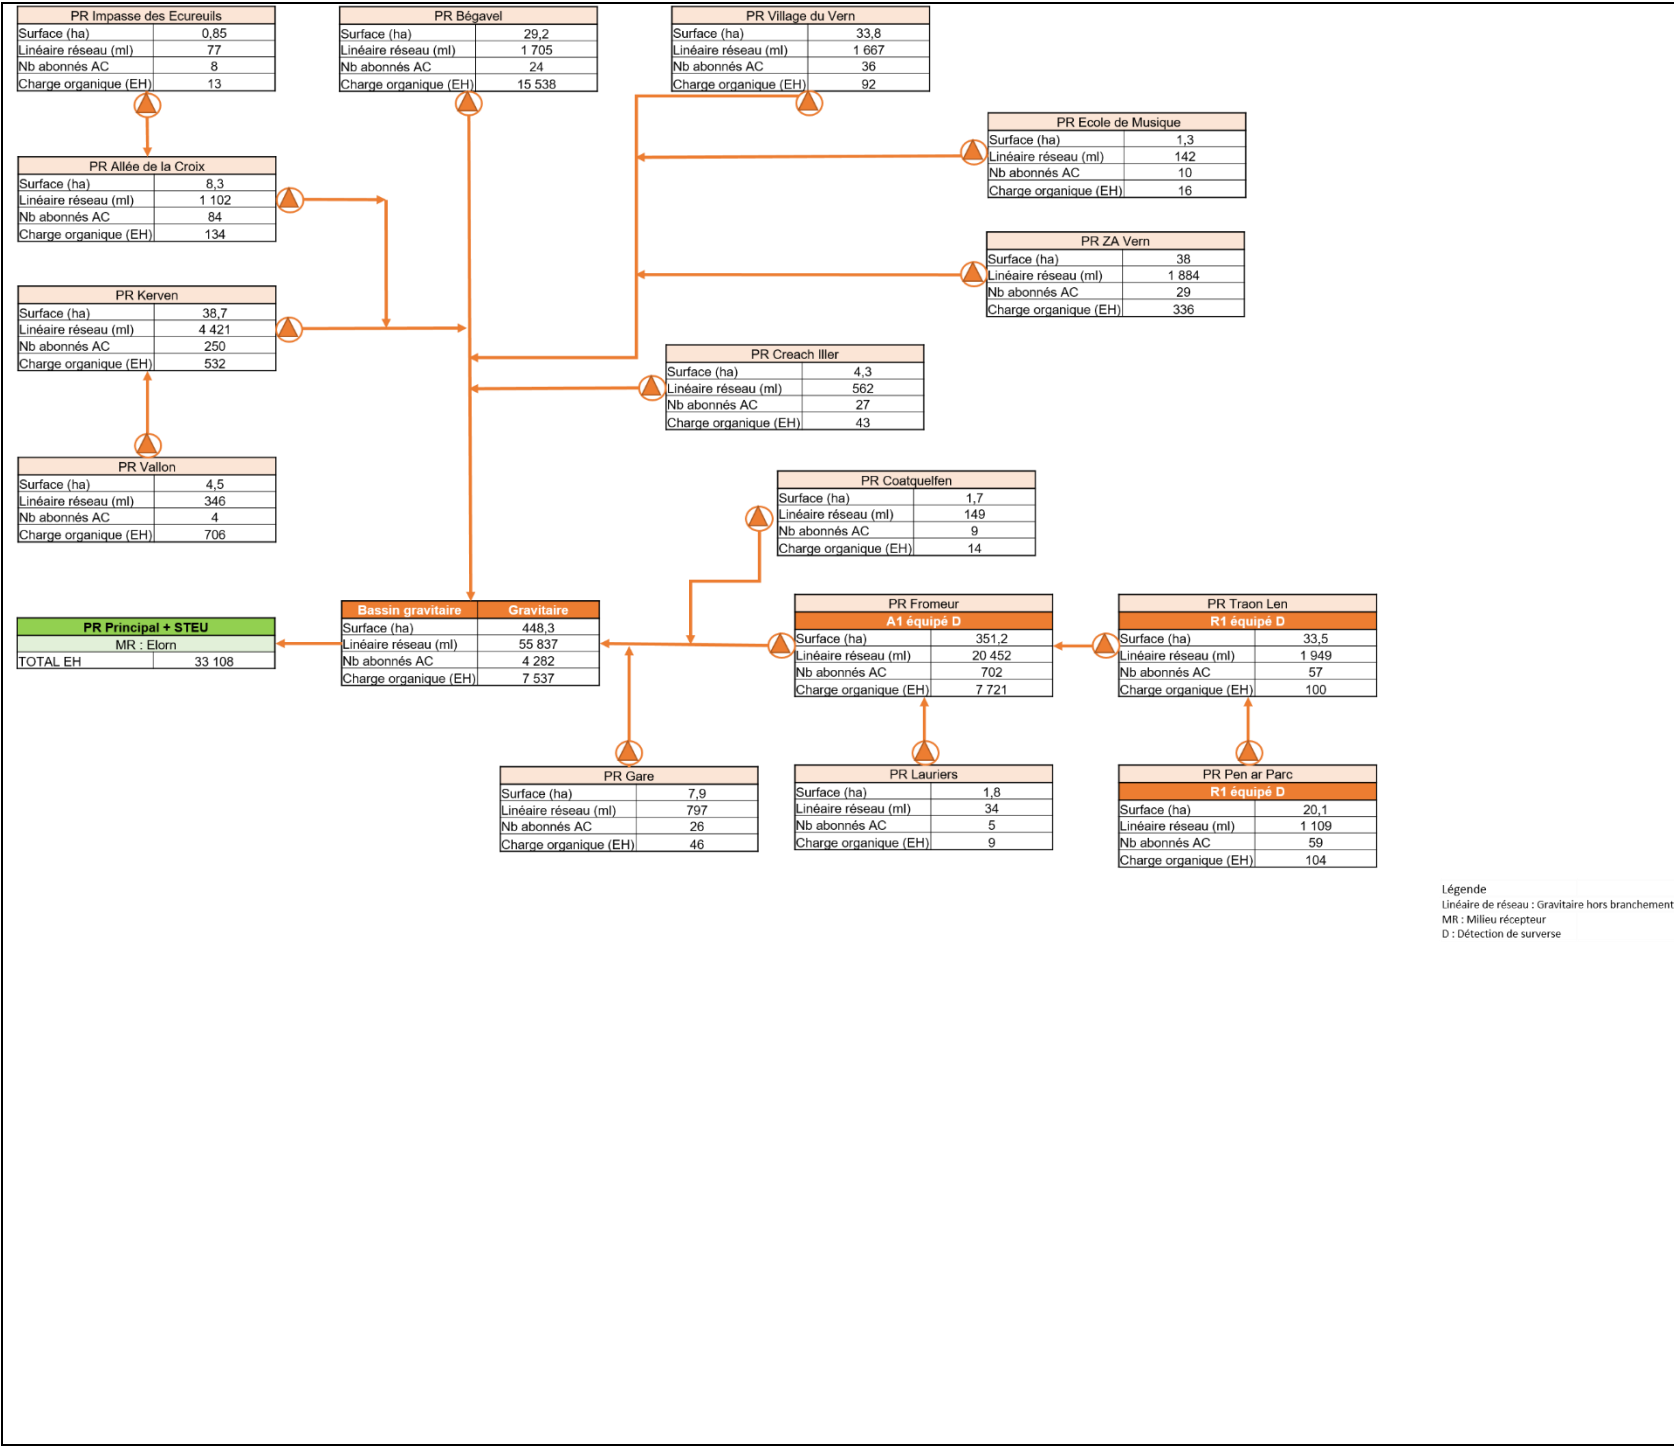 PR Impasse des Ecureuils
Surface (ha) 0,85
Linéaire réseau (ml) 77
Nb abonnés AC 8
Charge organique (EH) 13
PR Bégavel
Surface (ha) 29,2
Linéaire réseau (ml) 1 705
Nb abonnés AC 24
Charge organique (EH) 15 538
PR Village du Vern
Surface (ha) 33,8
Linéaire réseau (ml) 1 667
Nb abonnés AC 36
Charge organique (EH) 92
PR Ecole de Musique
Surface (ha) 1,3
Linéaire réseau (ml) 142
Nb abonnés AC 10
Charge organique (EH) 16
PR Allée de la Croix
Surface (ha) 8,3
Linéaire réseau (ml) 1 102
Nb abonnés AC 84
Charge organique (EH) 134
PR ZA Vern
Surface (ha) 38
Linéaire réseau (ml) 1 884
Nb abonnés AC 29
Charge organique (EH) 336
PR Kerven
Surface (ha) 38,7
Linéaire réseau (ml) 4 421
Nb abonnés AC 250
Charge organique (EH) 532
PR Creach Iller
Surface (ha) 4,3
Linéaire réseau (ml) 562
Nb abonnés AC 27
Charge organique (EH) 43
PR Vallon
Surface (ha) 4,5
Linéaire réseau (ml) 346
Nb abonnés AC 4
Charge organique (EH) 706
PR Coatquelfen
Surface (ha) 1,7
Linéaire réseau (ml) 149
Nb abonnés AC 9
Charge organique (EH) 14
PR Principal + STEU
MR : Elorn
TOTAL EH 33 108
Bassin gravitaire Gravitaire
Surface (ha) 448,3
Linéaire réseau (ml) 55 837
Nb abonnés AC 4 282
Charge organique (EH) 7 537
PR Fromeur
A1 équipé D
Surface (ha) 351,2
Linéaire réseau (ml) 20 452
Nb abonnés AC 702
Charge organique (EH) 7 721
PR Traon Len
R1 équipé D
Surface (ha) 33,5
Linéaire réseau (ml) 1 949
Nb abonnés AC 57
Charge organique (EH) 100
PR Gare
Surface (ha) 7,9
Linéaire réseau (ml) 797
Nb abonnés AC 26
Charge organique (EH) 46
PR Lauriers
Surface (ha) 1,8
Linéaire réseau (ml) 34
Nb abonnés AC 5
Charge organique (EH) 9
PR Pen ar Parc
R1 équipé D
Surface (ha) 20,1
Linéaire réseau (ml) 1 109
Nb abonnés AC 59
Charge organique (EH) 104
Légende
Linéaire de réseau : Gravitaire hors branchement
MR : Milieu récepteur
D : Détection de surverse